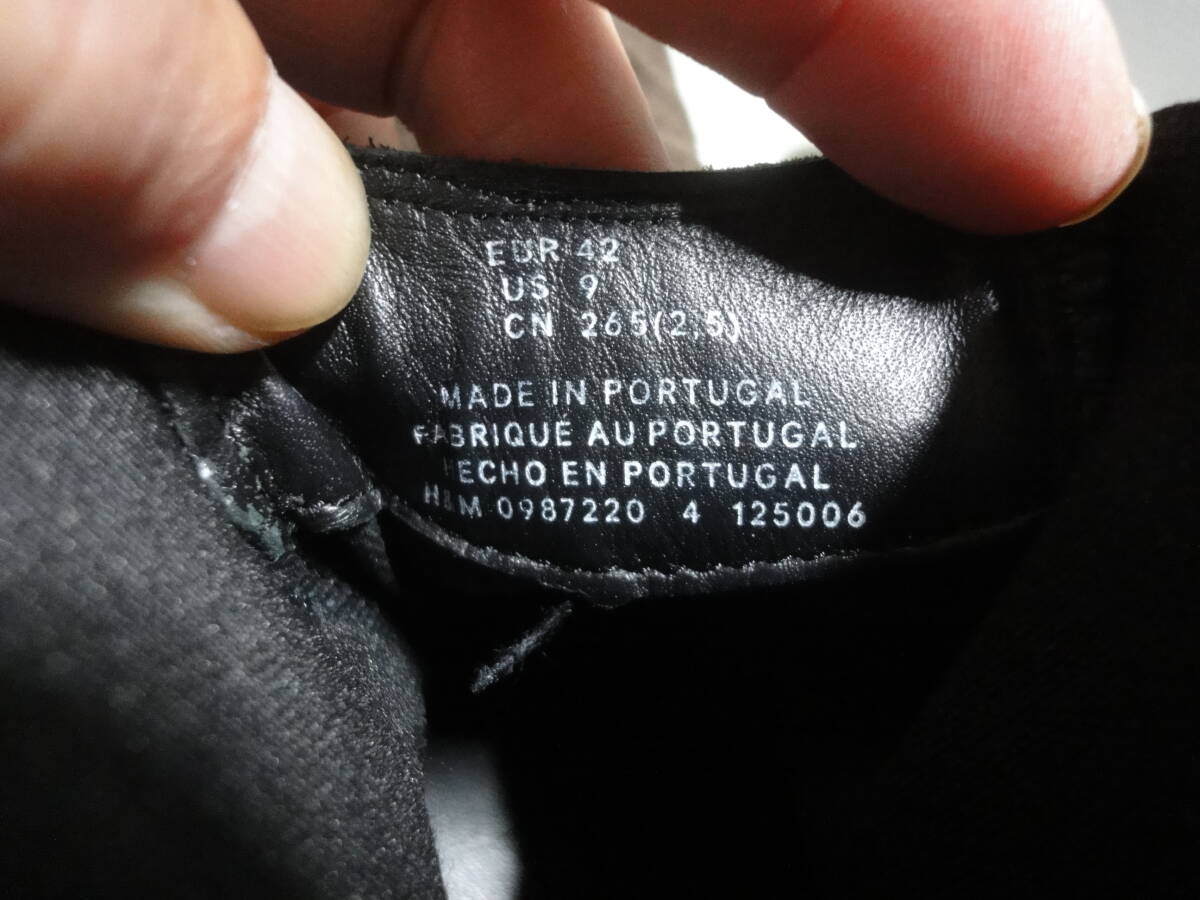 EUR 42
US 9
CN 265(2,5)
MADE IN PORTUGAL
FABRIQUE AU PORTUGAL
HECHO EN PORTUGAL
H&M 0987220 4 125006